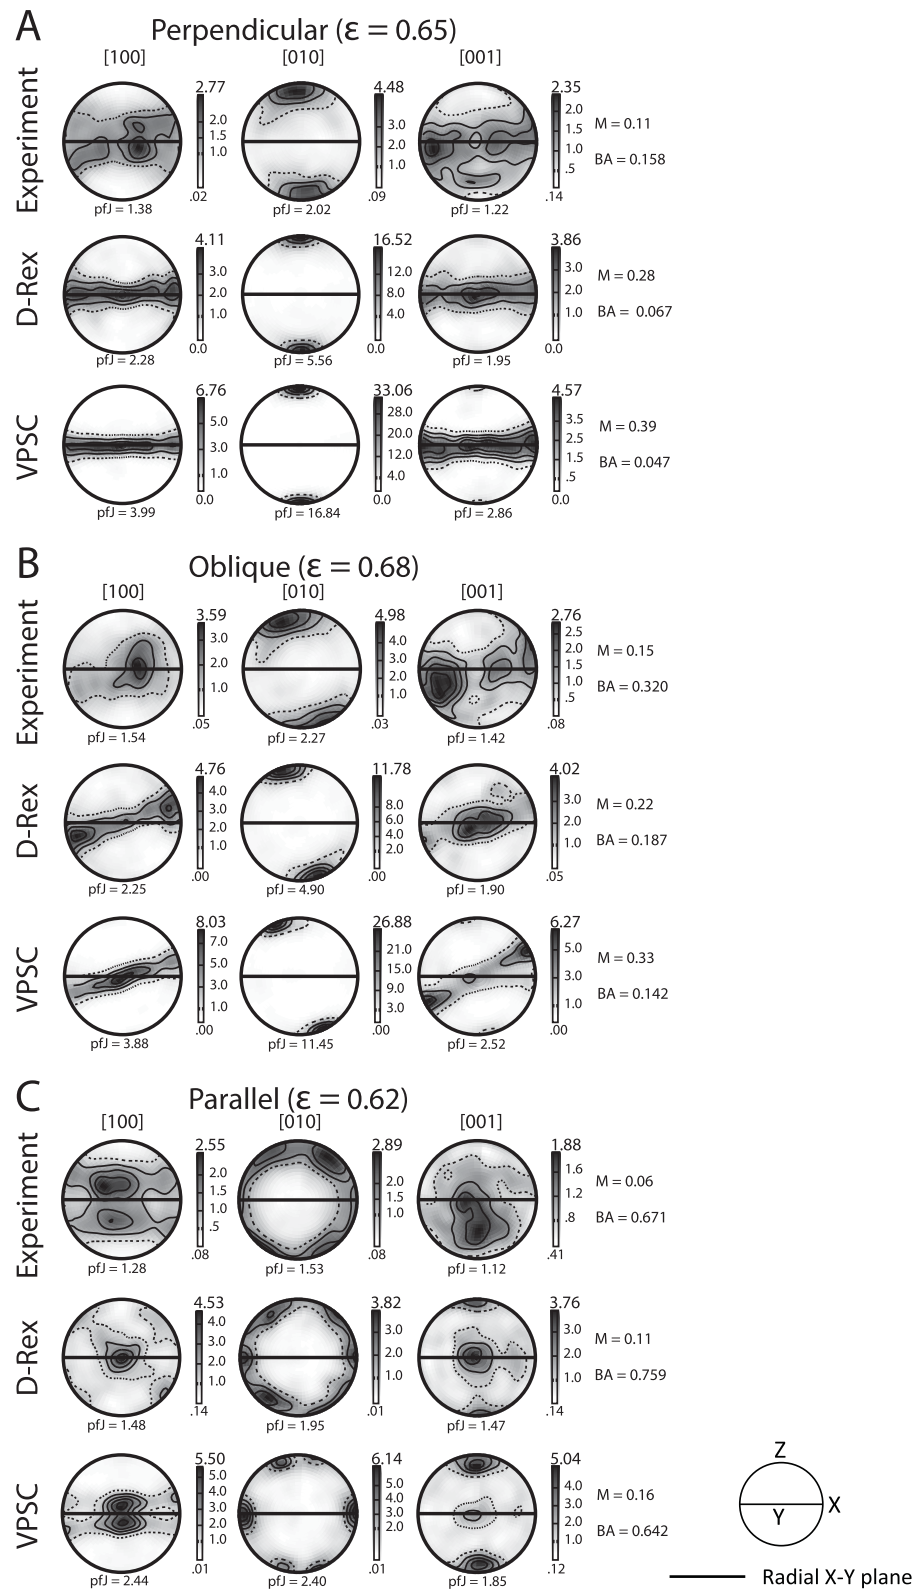 A Perpendicular (ε = 0.65)
[100] [010] [001]
Experiment
2.77 2.0 1.5 1.0 .02
pfJ = 1.38
4.48 3.0 2.0 1.0 .09
pfJ = 2.02
2.35 2.0 1.5 1.0 .5 .14
pfJ = 1.22
M = 0.11
BA = 0.158
D-Rex
4.11 3.0 2.0 1.0 0.0
pfJ = 2.28
16.52 12.0 8.0 4.0 0.0
pfJ = 5.56
3.86 3.0 2.0 1.0 0.0
pfJ = 1.95
M = 0.28
BA = 0.067
VPSC
6.76 5.0 3.0 1.0 0.0
pfJ = 3.99
33.06 28.0 20.0 12.0 4.0 0.0
pfJ = 16.84
4.57 3.5 2.5 1.5 .5 0.0
pfJ = 2.86
M = 0.39
BA = 0.047
B Oblique (ε = 0.68)
[100] [010] [001]
Experiment
3.59 3.0 2.0 1.0 .05
pfJ = 1.54
4.98 4.0 3.0 2.0 1.0 .03
pfJ = 2.27
2.76 2.5 2.0 1.5 1.0 .5 .08
pfJ = 1.42
M = 0.15
BA = 0.320
D-Rex
4.76 4.0 3.0 2.0 1.0 .00
pfJ = 2.25
11.78 8.0 6.0 4.0 2.0 .00
pfJ = 4.90
4.02 3.0 2.0 1.0 .05
pfJ = 1.90
M = 0.22
BA = 0.187
VPSC
8.03 7.0 5.0 3.0 1.0 .00
pfJ = 3.88
26.88 21.0 15.0 9.0 3.0 .00
pfJ = 11.45
6.27 5.0 3.0 1.0 .00
pfJ = 2.52
M = 0.33
BA = 0.142
C Parallel (ε = 0.62)
[100] [010] [001]
Experiment
2.55 2.0 1.5 1.0 .5 .08
pfJ = 1.28
2.89 2.0 1.5 1.0 .08
pfJ = 1.53
1.88 1.6 1.2 .8 .41
pfJ = 1.12
M = 0.06
BA = 0.671
D-Rex
4.53 4.0 3.0 2.0 1.0 .14
pfJ = 1.48
3.82 3.0 2.0 1.0 .01
pfJ = 1.95
3.76 3.0 2.0 1.0 .14
pfJ = 1.47
M = 0.11
BA = 0.759
VPSC
5.50 5.0 4.0 3.0 2.0 1.0 .01
pfJ = 2.44
6.14 5.0 4.0 3.0 2.0 .01
pfJ = 2.40
5.04 4.0 3.0 2.0 1.0 .12
pfJ = 1.85
M = 0.16
BA = 0.642
Z
Y X
Radial X-Y plane